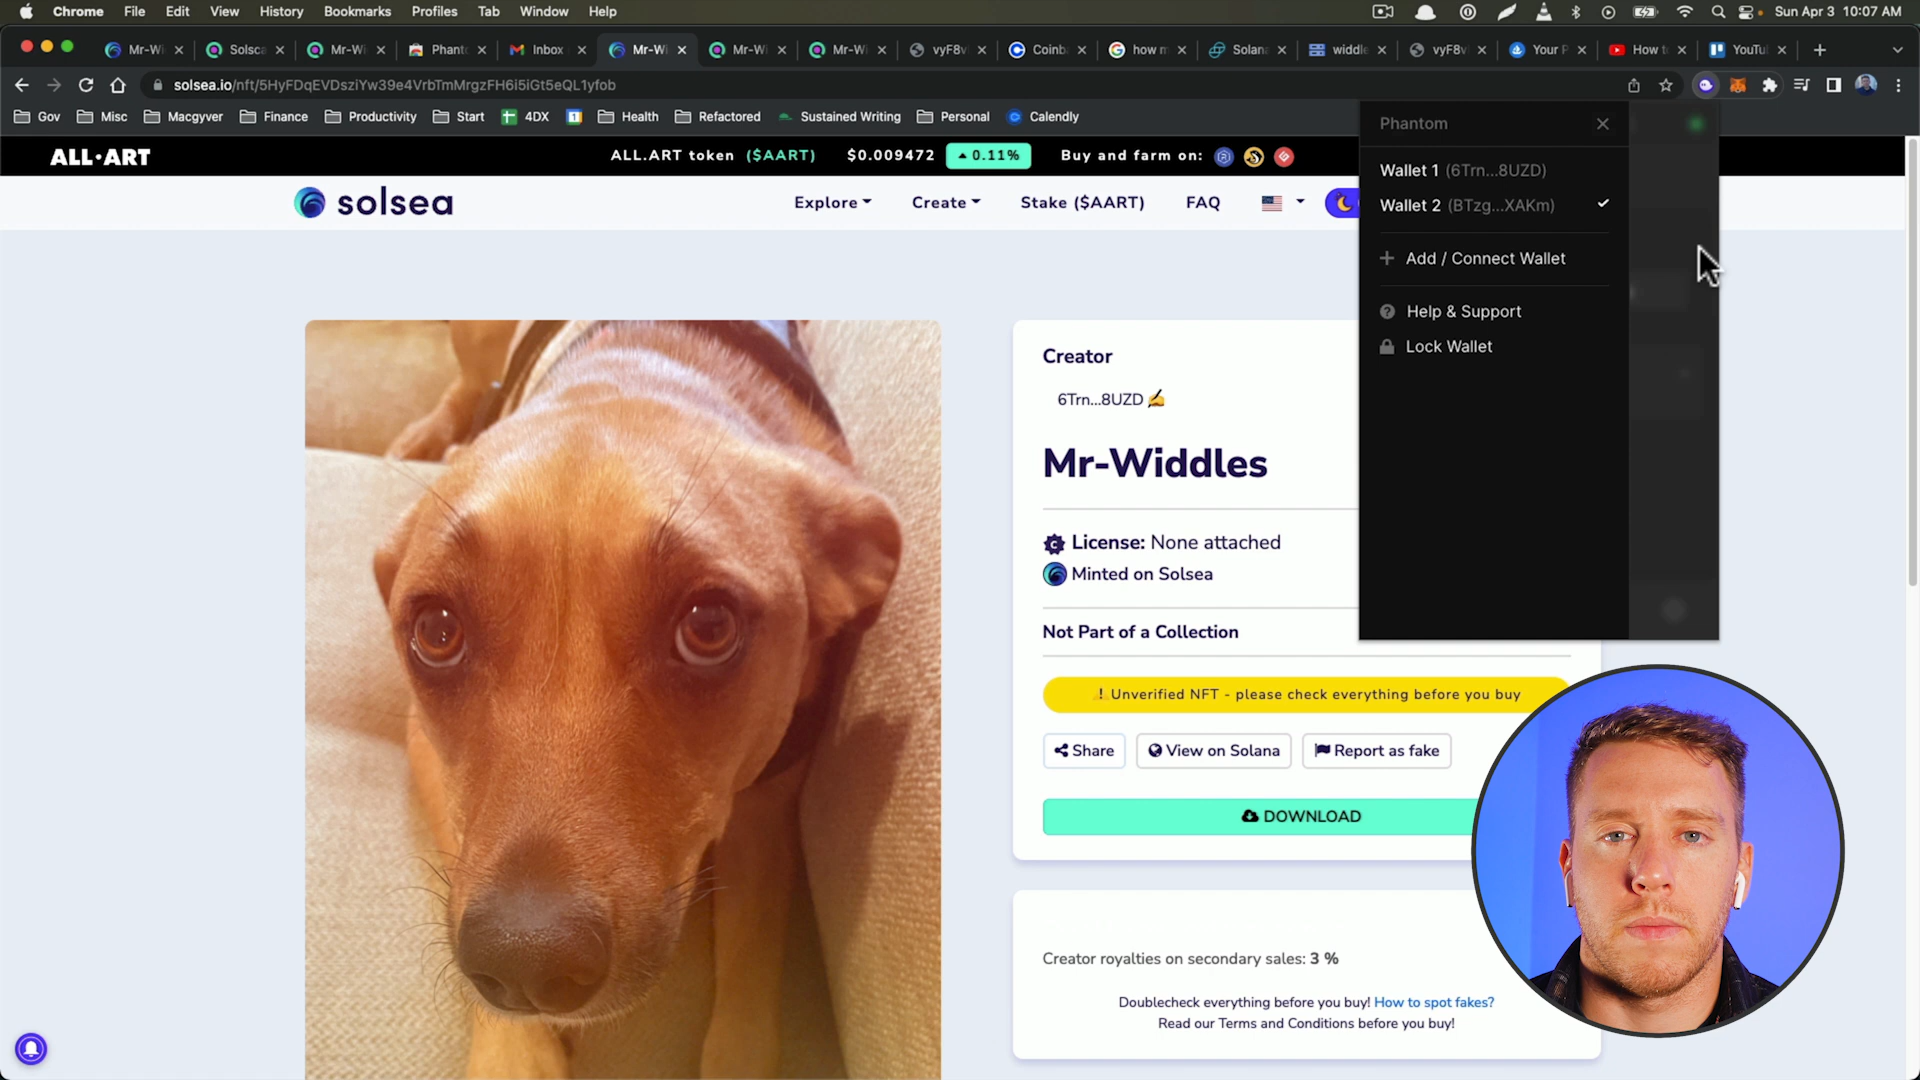 Chrome File Edit View History Bookmarks Profiles Tab Window Help Sun Apr 3 10:07 AM
Mr-Wi Solsca Mr-Wi Phant Inbox Mr-Wi Mr-Wi Mr-Wi vyF8v Coinb how m Solana widdle vyF8v Your P How to YouTu
solsea.io/nft/5HyFDqEVDsziYw39e4VrbTmMrgzFH6i5iGt5eQL1yfob
Gov Misc Macgyver Finance Productivity Start 4DX 1 Health Refactored Sustained Writing Personal Calendly
ALL·ART
ALL.ART token ($AART) $0.009472 0.11% Buy and farm on:
solsea
Explore Create Stake ($AART) FAQ
Phantom
Wallet 1 (6Trn...8UZD)
Wallet 2 (BTzg...XAKm)
Add / Connect Wallet
Help & Support
Lock Wallet
Creator
6Trn...8UZD
Mr-Widdles
License: None attached
Minted on Solsea
Not Part of a Collection
! Unverified NFT - please check everything before you buy
Share View on Solana Report as fake
DOWNLOAD
Creator royalties on secondary sales: 3 %
Doublecheck everything before you buy! How to spot fakes?
Read our Terms and Conditions before you buy!